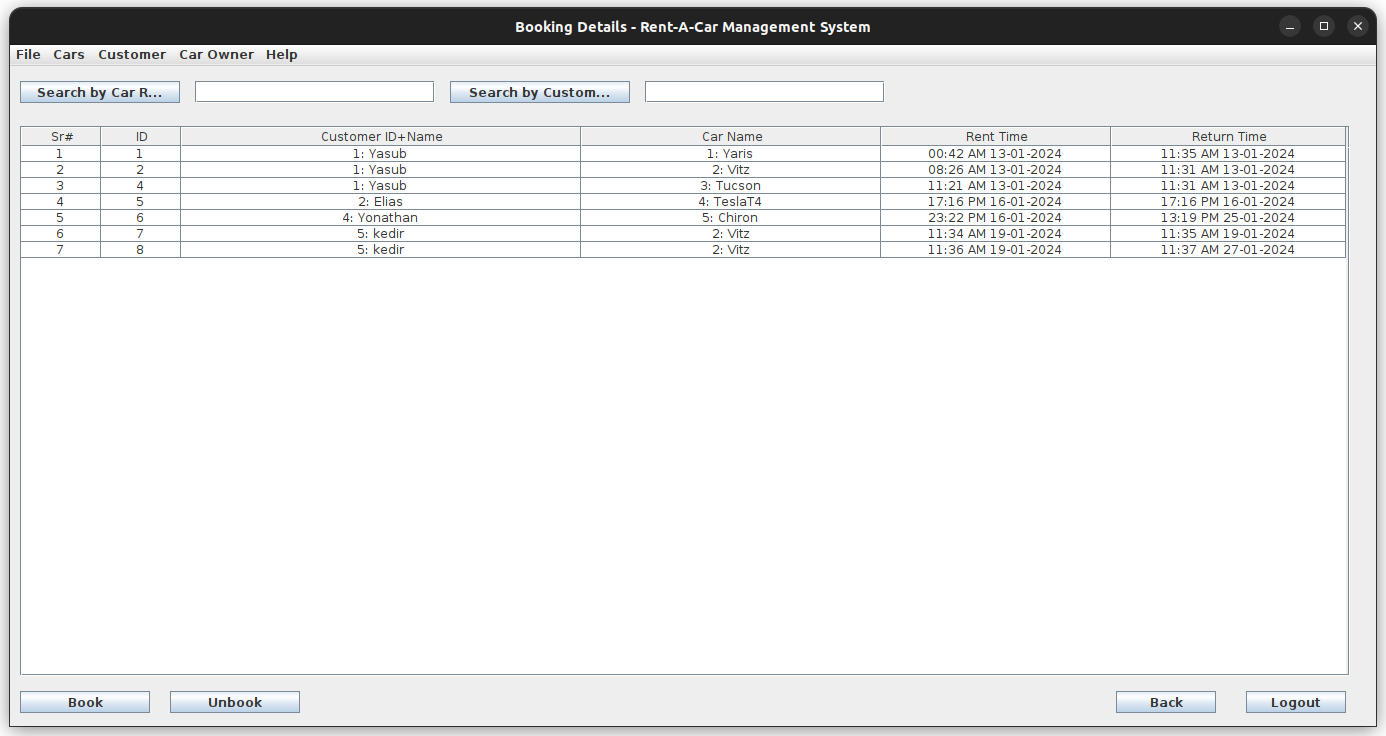 Booking Details - Rent-A-Car Management System
File Cars Customer Car Owner Help
Search by Car R... Search by Custom...
Sr# ID Customer ID+Name Car Name Rent Time Return Time
1 1 1: Yasub 1: Yaris 00:42 AM 13-01-2024 11:35 AM 13-01-2024
2 2 1: Yasub 2: Vitz 08:26 AM 13-01-2024 11:31 AM 13-01-2024
3 4 1: Yasub 3: Tucson 11:21 AM 13-01-2024 11:31 AM 13-01-2024
4 5 2: Elias 4: TeslaT4 17:16 PM 16-01-2024 17:16 PM 16-01-2024
5 6 4: Yonathan 5: Chiron 23:22 PM 16-01-2024 13:19 PM 25-01-2024
6 7 5: kedir 2: Vitz 11:34 AM 19-01-2024 11:35 AM 19-01-2024
7 8 5: kedir 2: Vitz 11:36 AM 19-01-2024 11:37 AM 27-01-2024
Book Unbook Back Logout